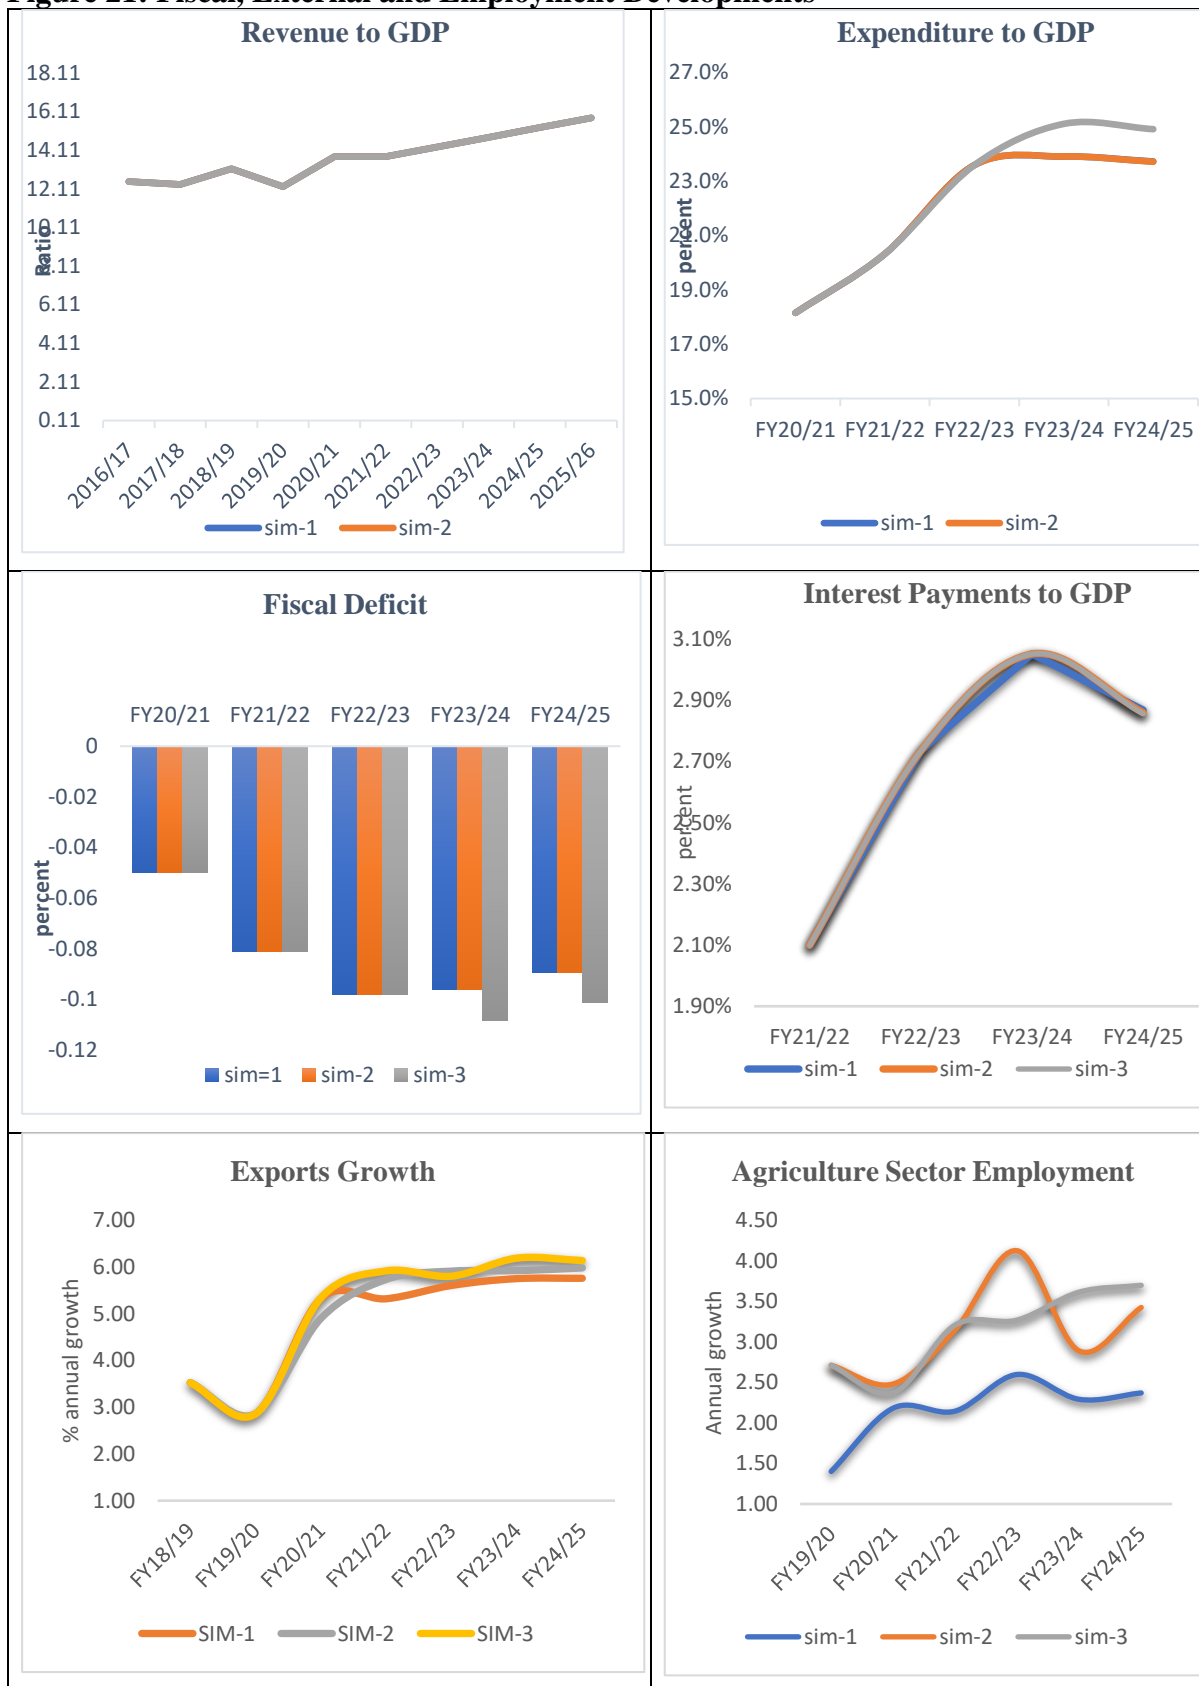 Figure 21: Fiscal, External and Employment Developments
Revenue to GDP
18.11
16.11
14.11
12.11
10.11
8.11
6.11
4.11
2.11
0.11
Ratio
2016/17
2017/18
2018/19
2019/20
2020/21
2021/22
2022/23
2023/24
2024/25
2025/26
sim-1 sim-2
Expenditure to GDP
27.0%
25.0%
23.0%
21.0%
19.0%
17.0%
15.0%
percent
FY20/21 FY21/22 FY22/23 FY23/24 FY24/25
sim-1 sim-2
Fiscal Deficit
FY20/21 FY21/22 FY22/23 FY23/24 FY24/25
0
-0.02
-0.04
-0.06
-0.08
-0.1
-0.12
percent
sim=1 sim-2 sim-3
Interest Payments to GDP
3.10%
2.90%
2.70%
2.50%
2.30%
2.10%
1.90%
percent
FY21/22 FY22/23 FY23/24 FY24/25
sim-1 sim-2 sim-3
Exports Growth
7.00
6.00
5.00
4.00
3.00
2.00
1.00
% annual growth
FY18/19
FY19/20
FY20/21
FY21/22
FY22/23
FY23/24
FY24/25
SIM-1 SIM-2 SIM-3
Agriculture Sector Employment
4.50
4.00
3.50
3.00
2.50
2.00
1.50
1.00
Annual growth
FY19/20
FY20/21
FY21/22
FY22/23
FY23/24
FY24/25
sim-1 sim-2 sim-3